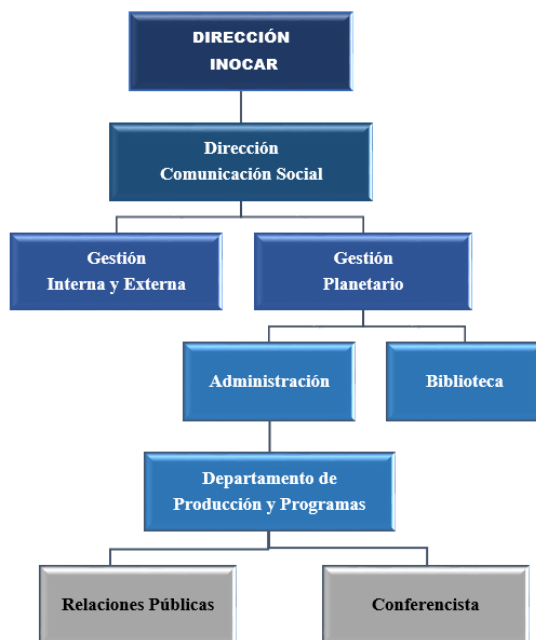 DIRECCIÓN
INOCAR
Dirección
Comunicación Social
Gestión
Interna y Externa
Gestión
Planetario
Administración
Biblioteca
Departamento de
Producción y Programas
Relaciones Públicas
Conferencista